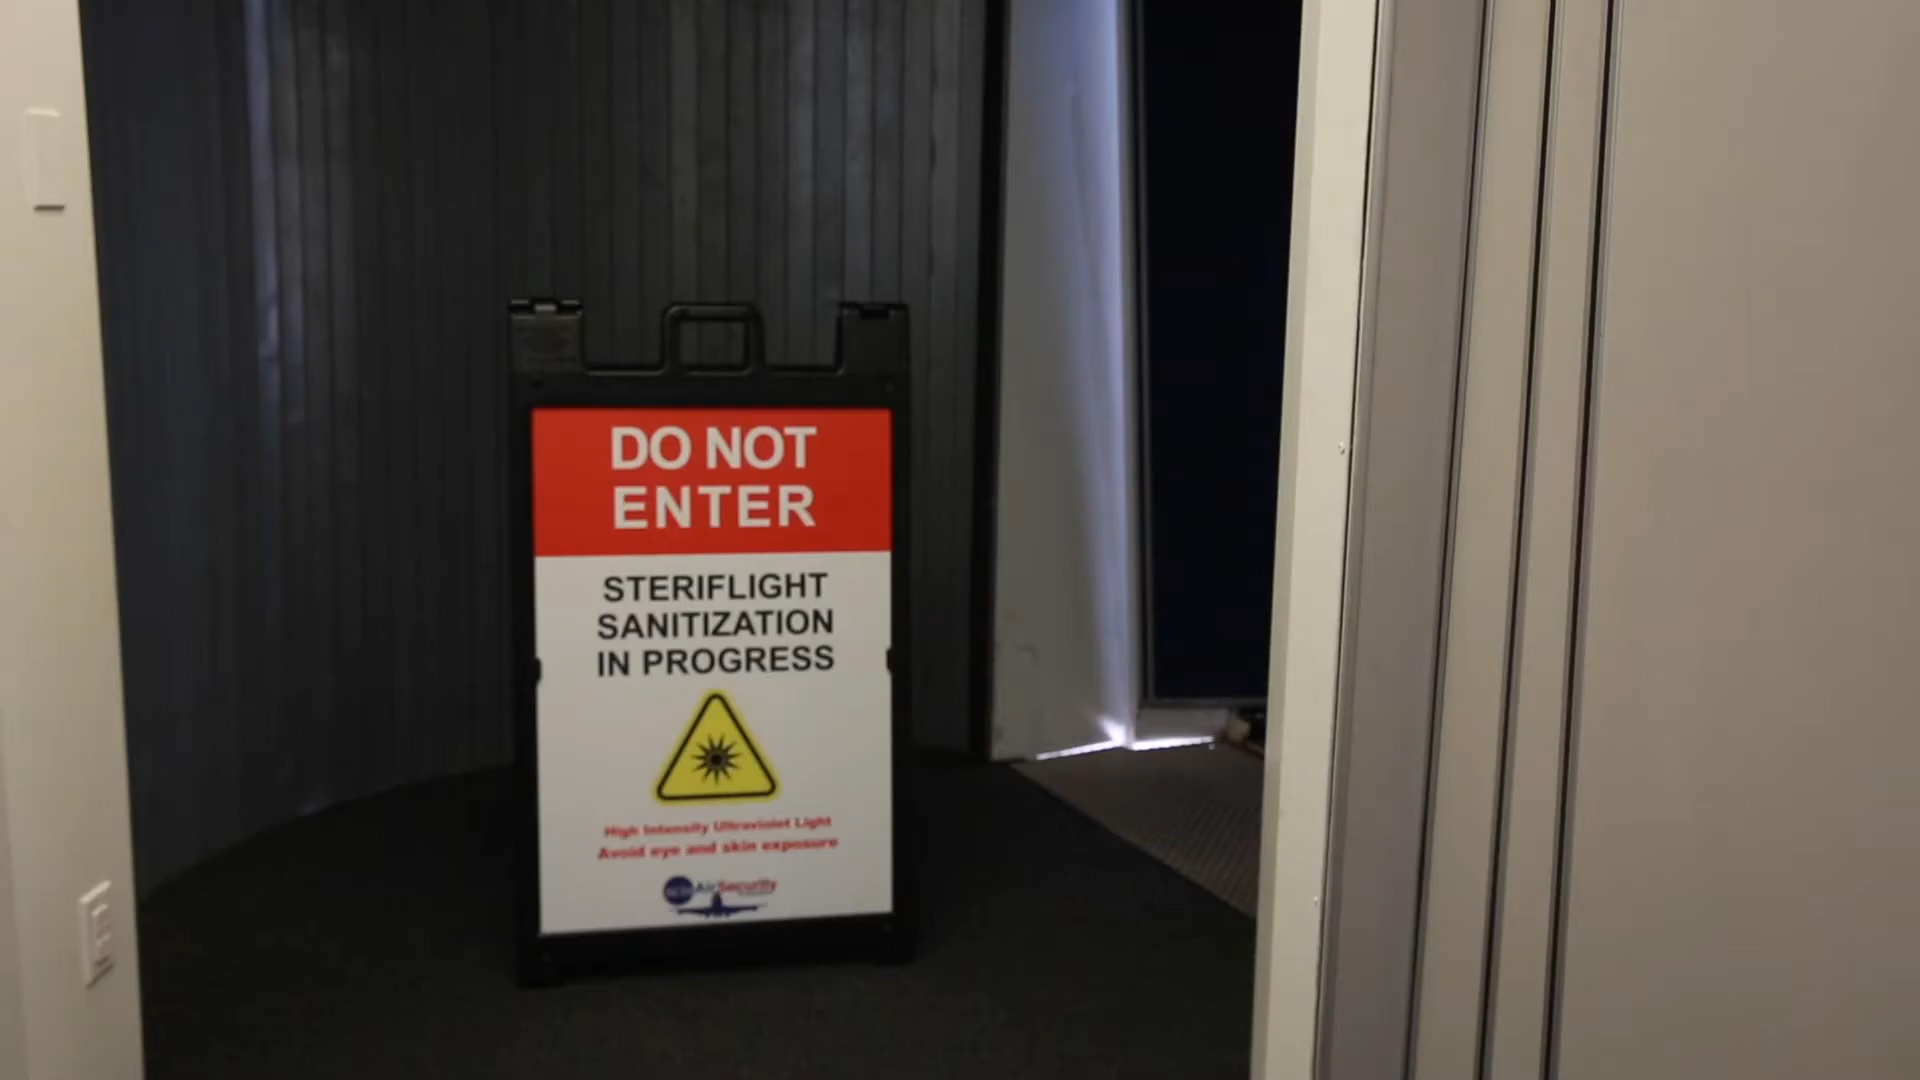 DO NOT
ENTER
STERIFLIGHT
SANITIZATION
IN PROGRESS
High Intensity Ultraviolet Light
Avoid eye and skin exposure
AirSecurity